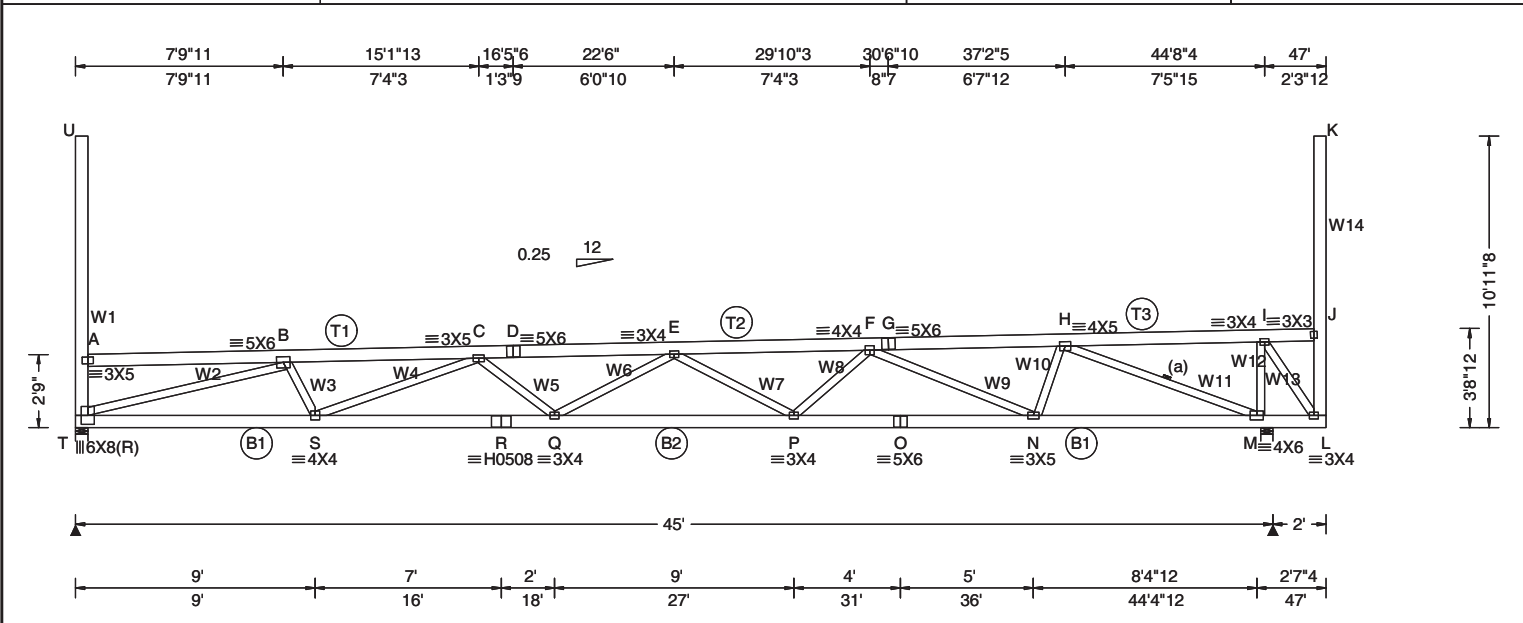 7'9"11 15'1"13 16'5"6 22'6" 29'10"3 30'6"10 37'2"5 44'8"4 47'
7'9"11 7'4"3 1'3"9 6'0"10 7'4"3 8"7 6'7"12 7'5"15 2'3"12
U K
W14
0.25 12
10'11"8
W1 J
A B T1 C D E T2 F G H T3 I
≡5X6 ≡3X5 ≡5X6 ≡3X4 ≡4X4 ≡5X6 ≡4X5 ≡3X4 ≡3X3
≡3X5
2'9" W2 W3 W4 W5 W6 W7 W8 W9 W10 (a) W11 W12 W13 3'8"12
T B1 S R Q B2 P O N B1 M L
6X8(R) ≡4X4 ≡H0508 ≡3X4 ≡3X4 ≡5X6 ≡3X5 ≡4X6 ≡3X4
45' 2'
9' 7' 2' 9' 4' 5' 8'4"12 2'7"4
9' 16' 18' 27' 31' 36' 44'4"12 47'